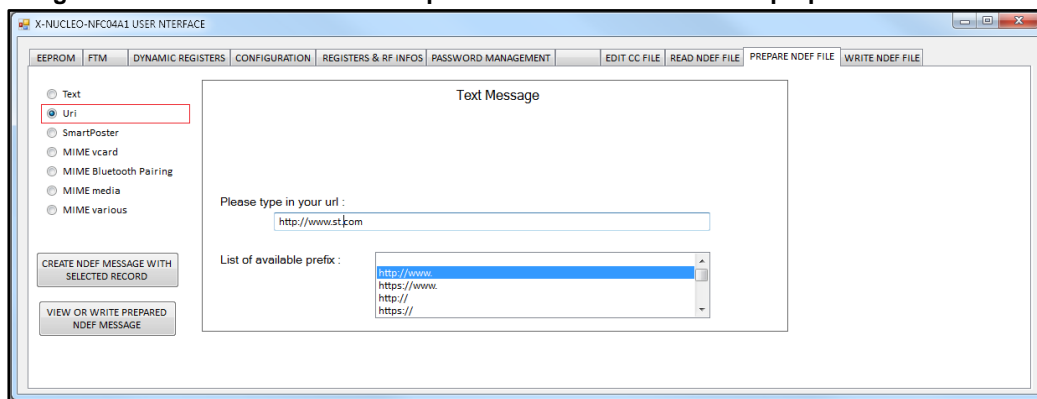 X-NUCLEO-NFC04A1 USER NTERFACE
EEPROM FTM DYNAMIC REGISTERS CONFIGURATION REGISTERS & RF INFOS PASSWORD MANAGEMENT EDIT CC FILE READ NDEF FILE PREPARE NDEF FILE WRITE NDEF FILE
Text
Uri
SmartPoster
MIME vcard
MIME Bluetooth Pairing
MIME media
MIME various
CREATE NDEF MESSAGE WITH
SELECTED RECORD
VIEW OR WRITE PREPARED
NDEF MESSAGE
Text Message
Please type in your url :
http://www.st.com
List of available prefix :
http://www.
https://www.
http://
https://